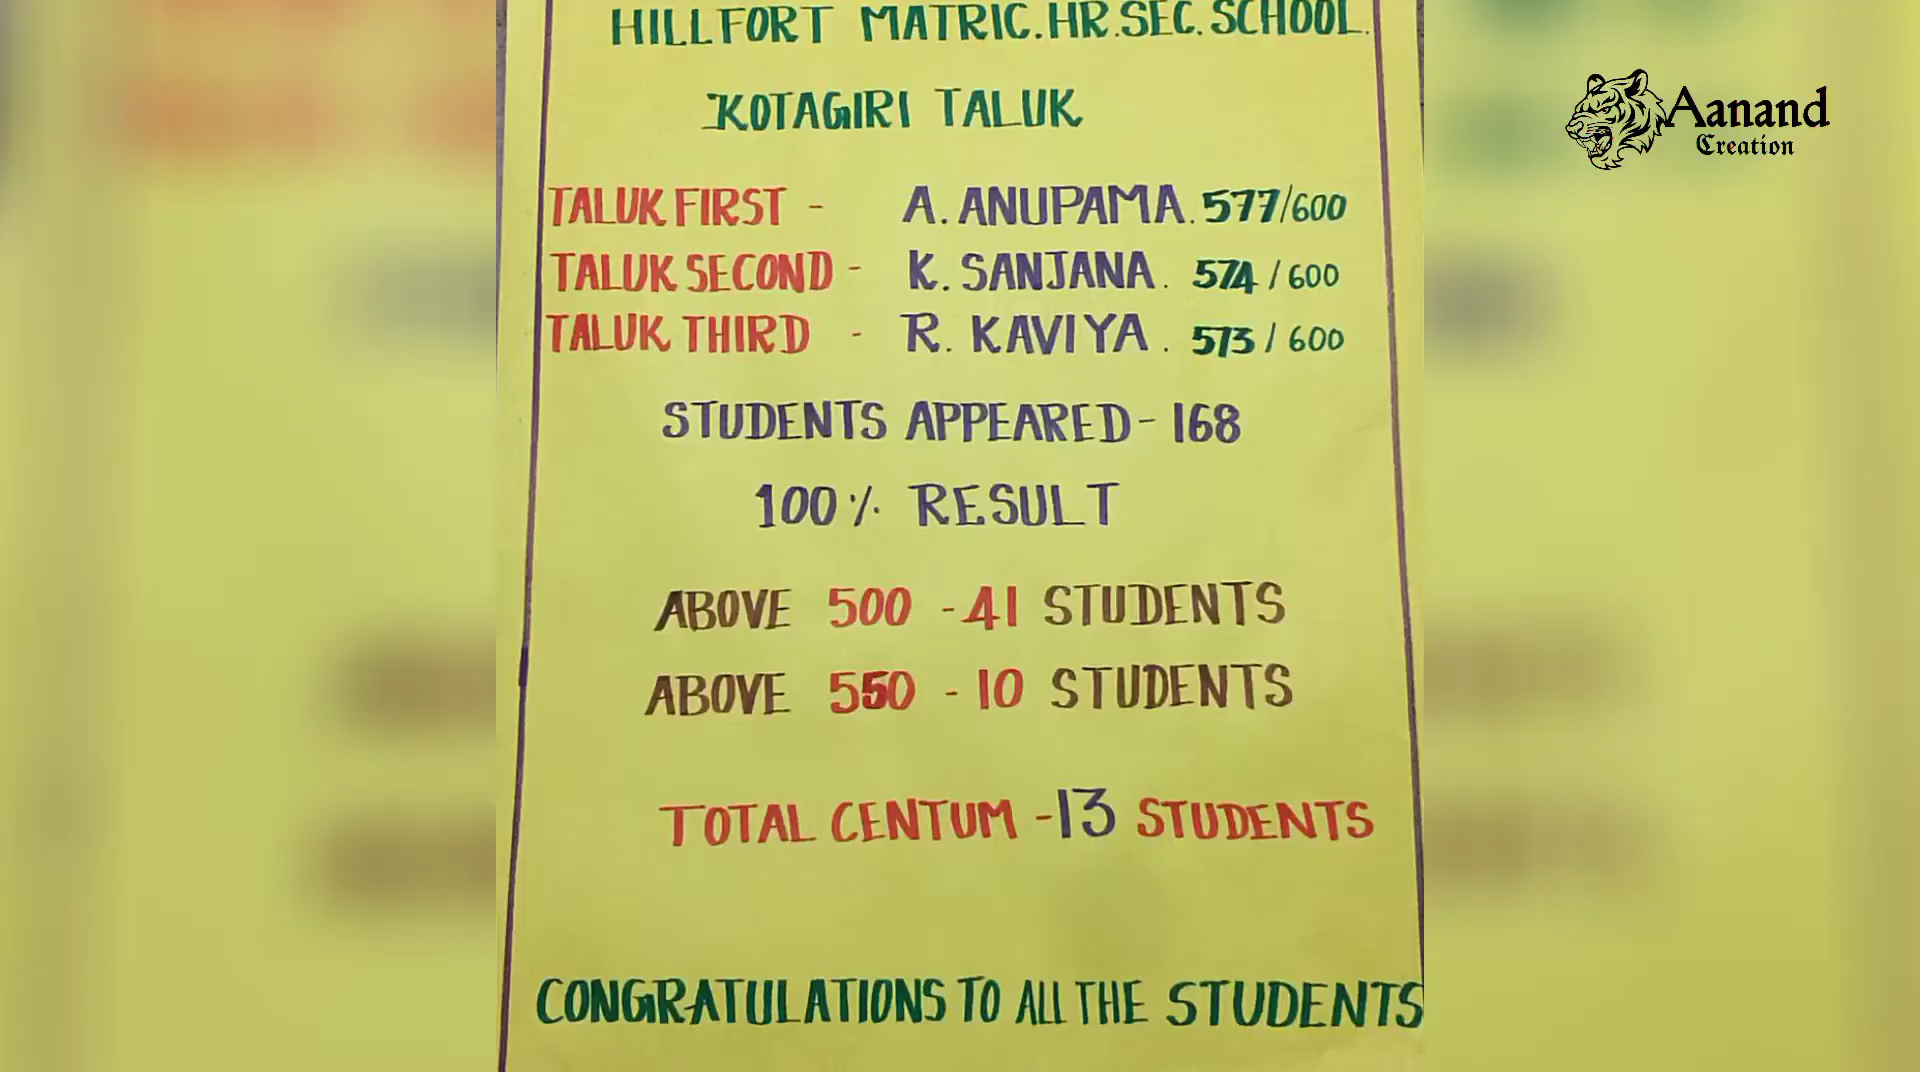 HILLFORT MATRIC.HR.SEC.SCHOOL.
KOTAGIRI TALUK
TALUK FIRST - A. ANUPAMA. 577/600
TALUK SECOND - K. SANJANA. 574/600
TALUK THIRD - R. KAVIYA. 573/600
STUDENTS APPEARED - 168
100% RESULT
ABOVE 500 - 41 STUDENTS
ABOVE 550 - 10 STUDENTS
TOTAL CENTUM - 13 STUDENTS
CONGRATULATIONS TO ALL THE STUDENTS
Aanand
Creation